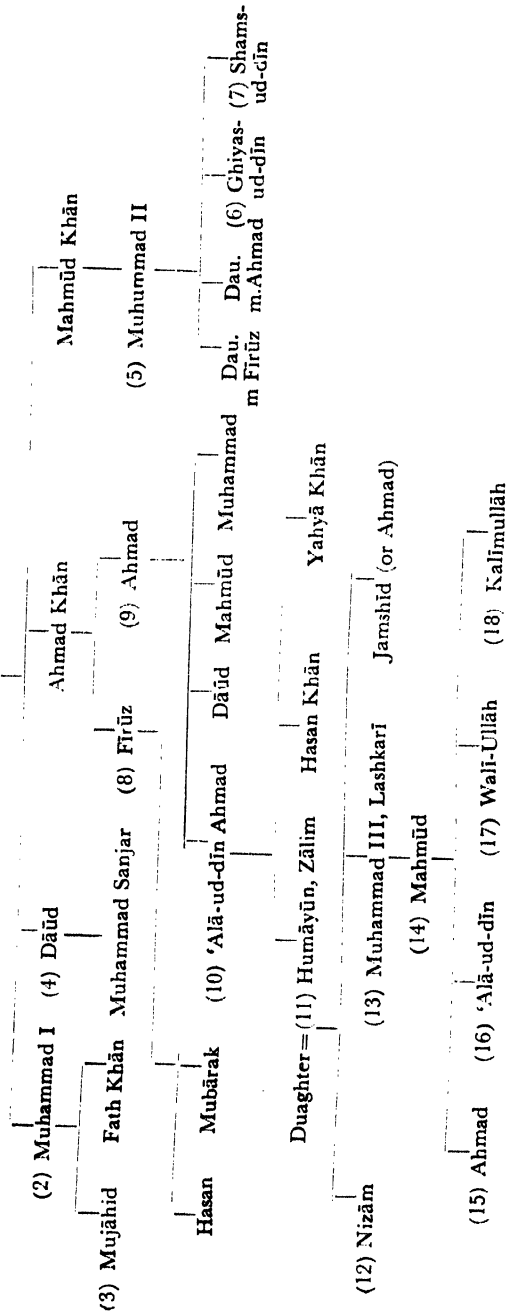 (2) Muhammad I (4) Dāūd Ahmad Khān Mahmūd Khān
(3) Mujāhid Fath Khān Muhammad Sanjar (8) Fīrūz (9) Ahmad (5) Muhummad II
Hasan Mubārak (10) ‘Alā-ud-dīn Ahmad Dāūd Mahmūd Muhammad Dau. Dau. (6) Ghiyas- (7) Shams-
m Fīrūz m.Ahmad ud-dīn ud-dīn
Duaghter=(11) Humāyūn, Zālim Hasan Khān Yahyā Khān
(12) Nizām (13) Muhammad III, Lashkarī Jamshīd (or Ahmad)
(14) Mahmūd
(15) Ahmad (16) ‘Alā-ud-dīn (17) Walī-Ullāh (18) Kalīmullāh